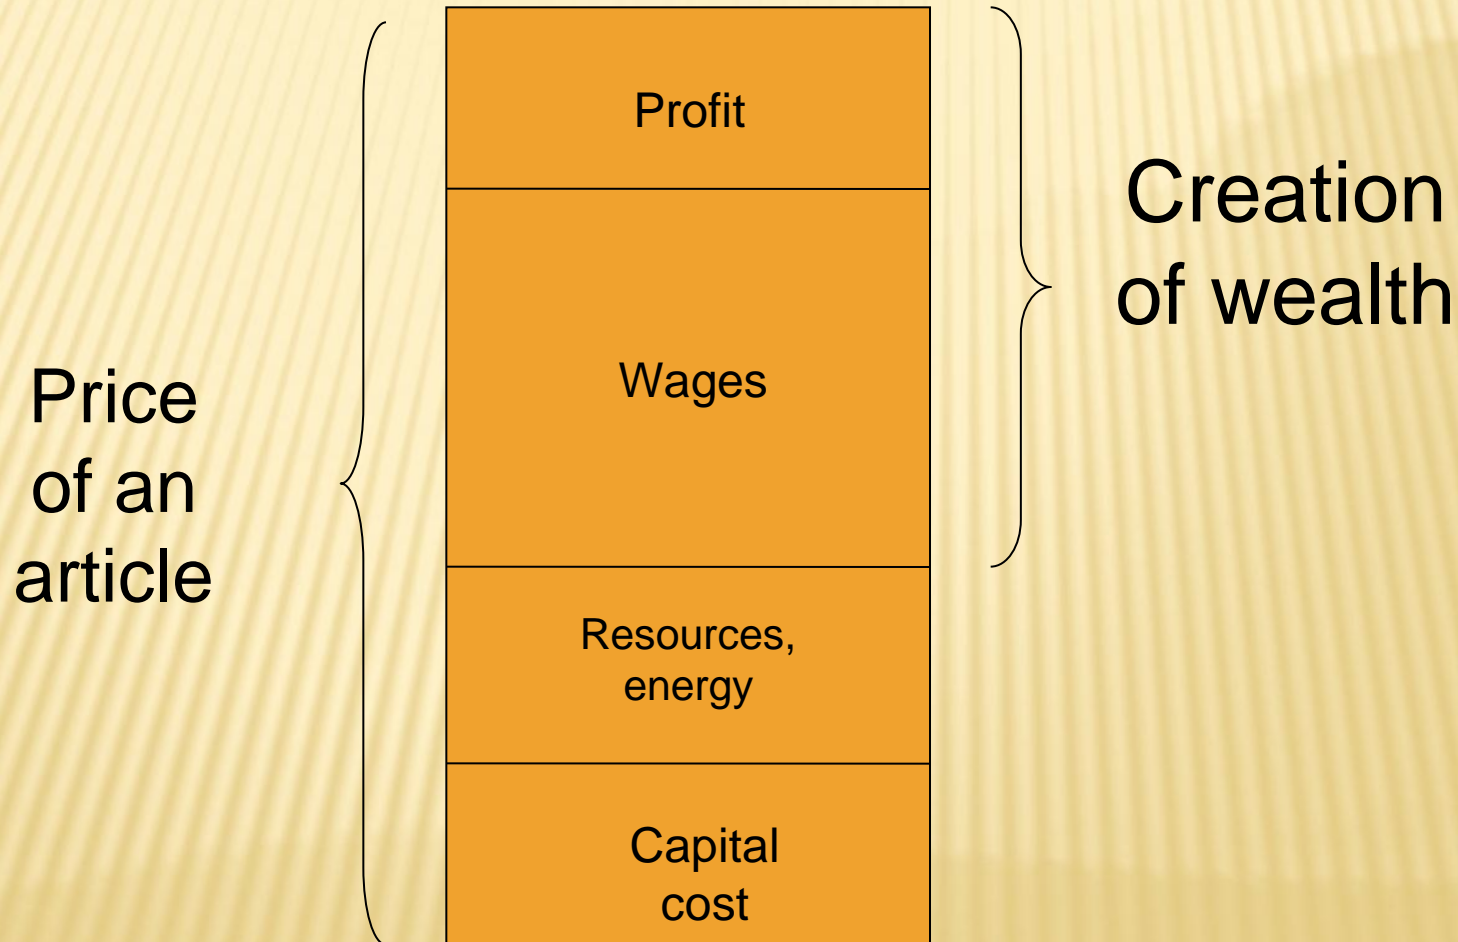 Price
of an
article
Profit
Wages
Resources,
energy
Capital
cost
Creation
of wealth